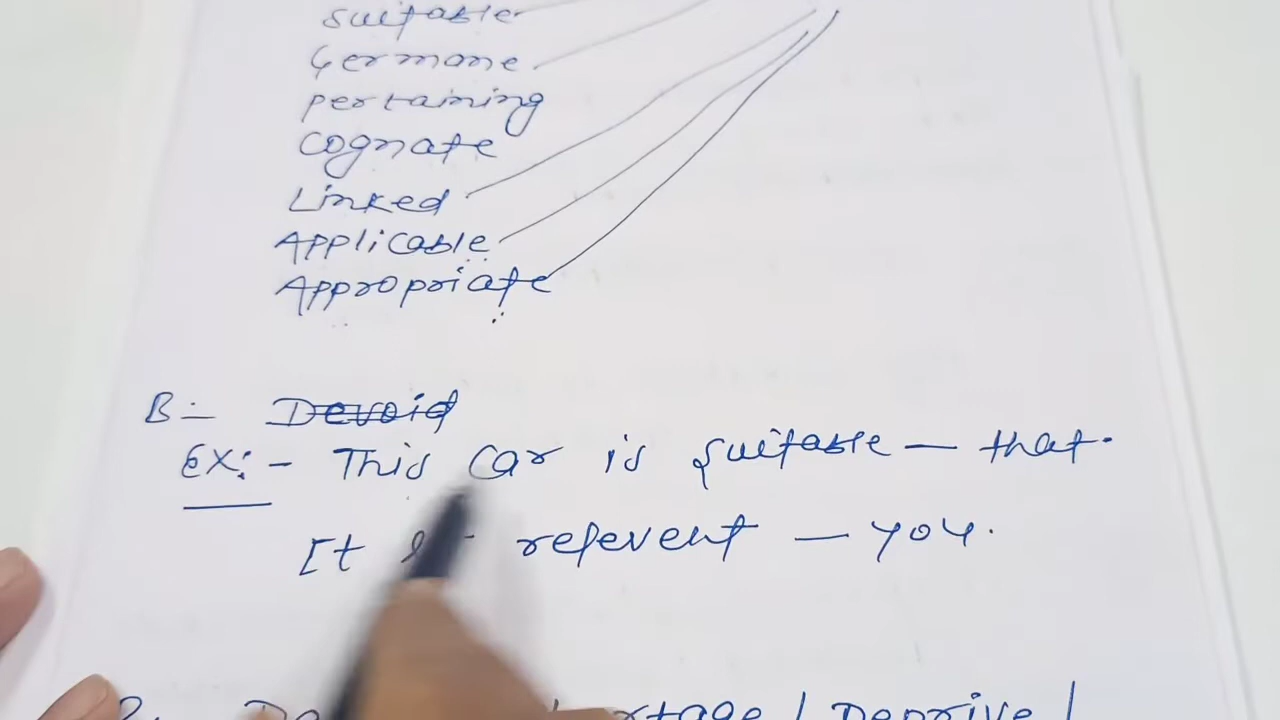 suitable
Germane
pertaining
Cognate
Linked
Applicable
Appropriate
B:- Devoid
EX:- This Car is suitable — that.
It relevent — you.
Deprive |